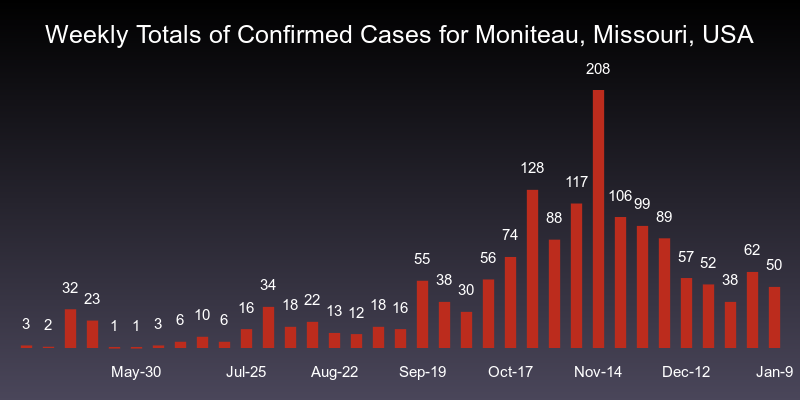 Weekly Totals of Confirmed Cases for Moniteau, Missouri, USA
3 2 32 23 1 1 3 6 10 6 16 34 18 22 13 12 18 16 55 38 30 56 74 128 88 117 208 106 99 89 57 52 38 62 50
May-30 Jul-25 Aug-22 Sep-19 Oct-17 Nov-14 Dec-12 Jan-9